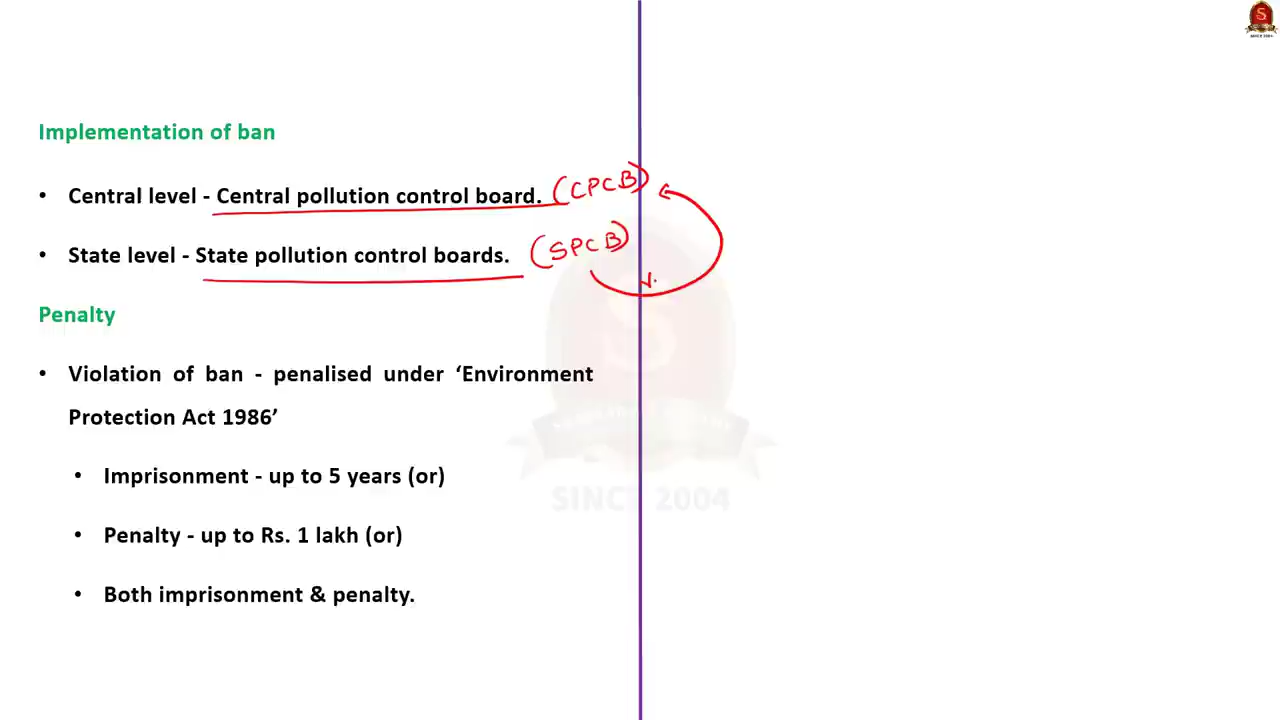 Implementation of ban
• Central level - Central pollution control board. (CPCB)
• State level - State pollution control boards. (SPCB)
Penalty
• Violation of ban - penalised under ‘Environment
Protection Act 1986’
• Imprisonment - up to 5 years (or)
• Penalty - up to Rs. 1 lakh (or)
• Both imprisonment & penalty.
S
SINCE 2004